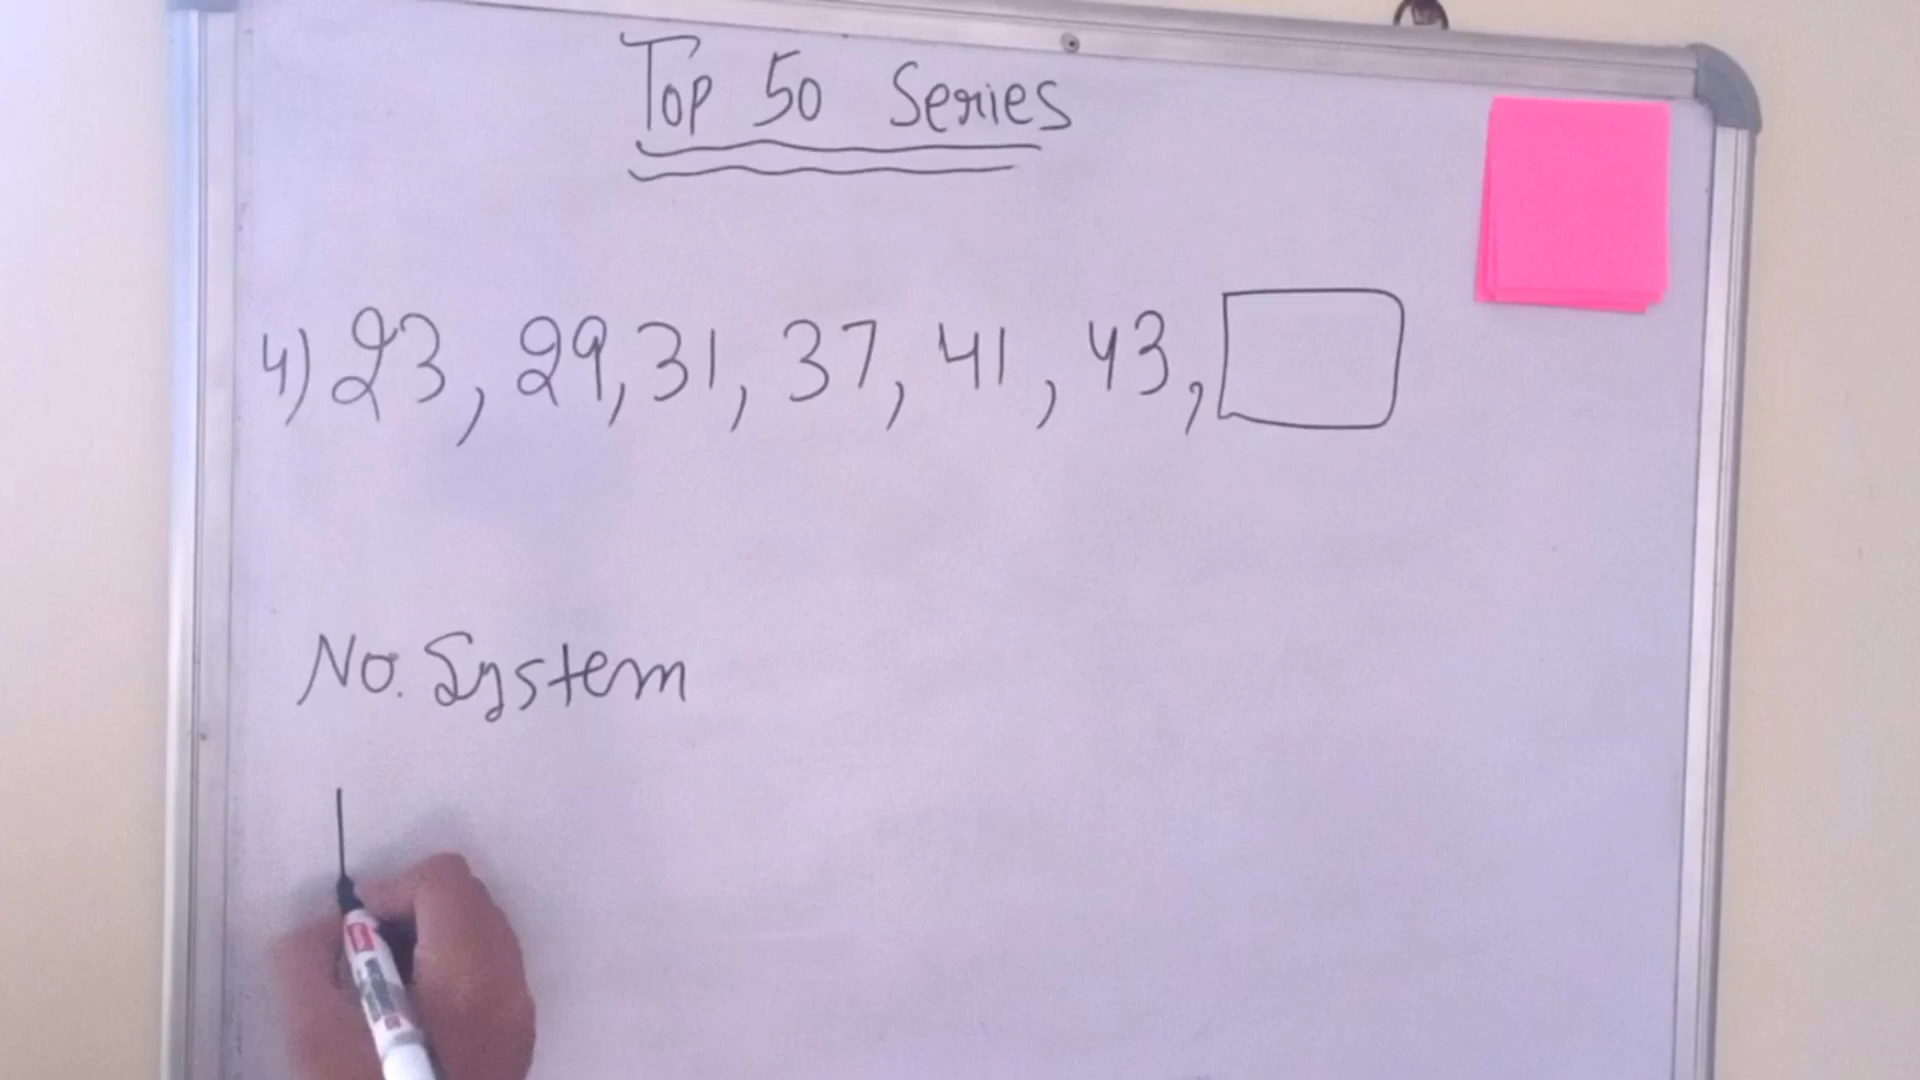 Top 50 Series
4) 23, 29, 31, 37, 41, 43,
No. System